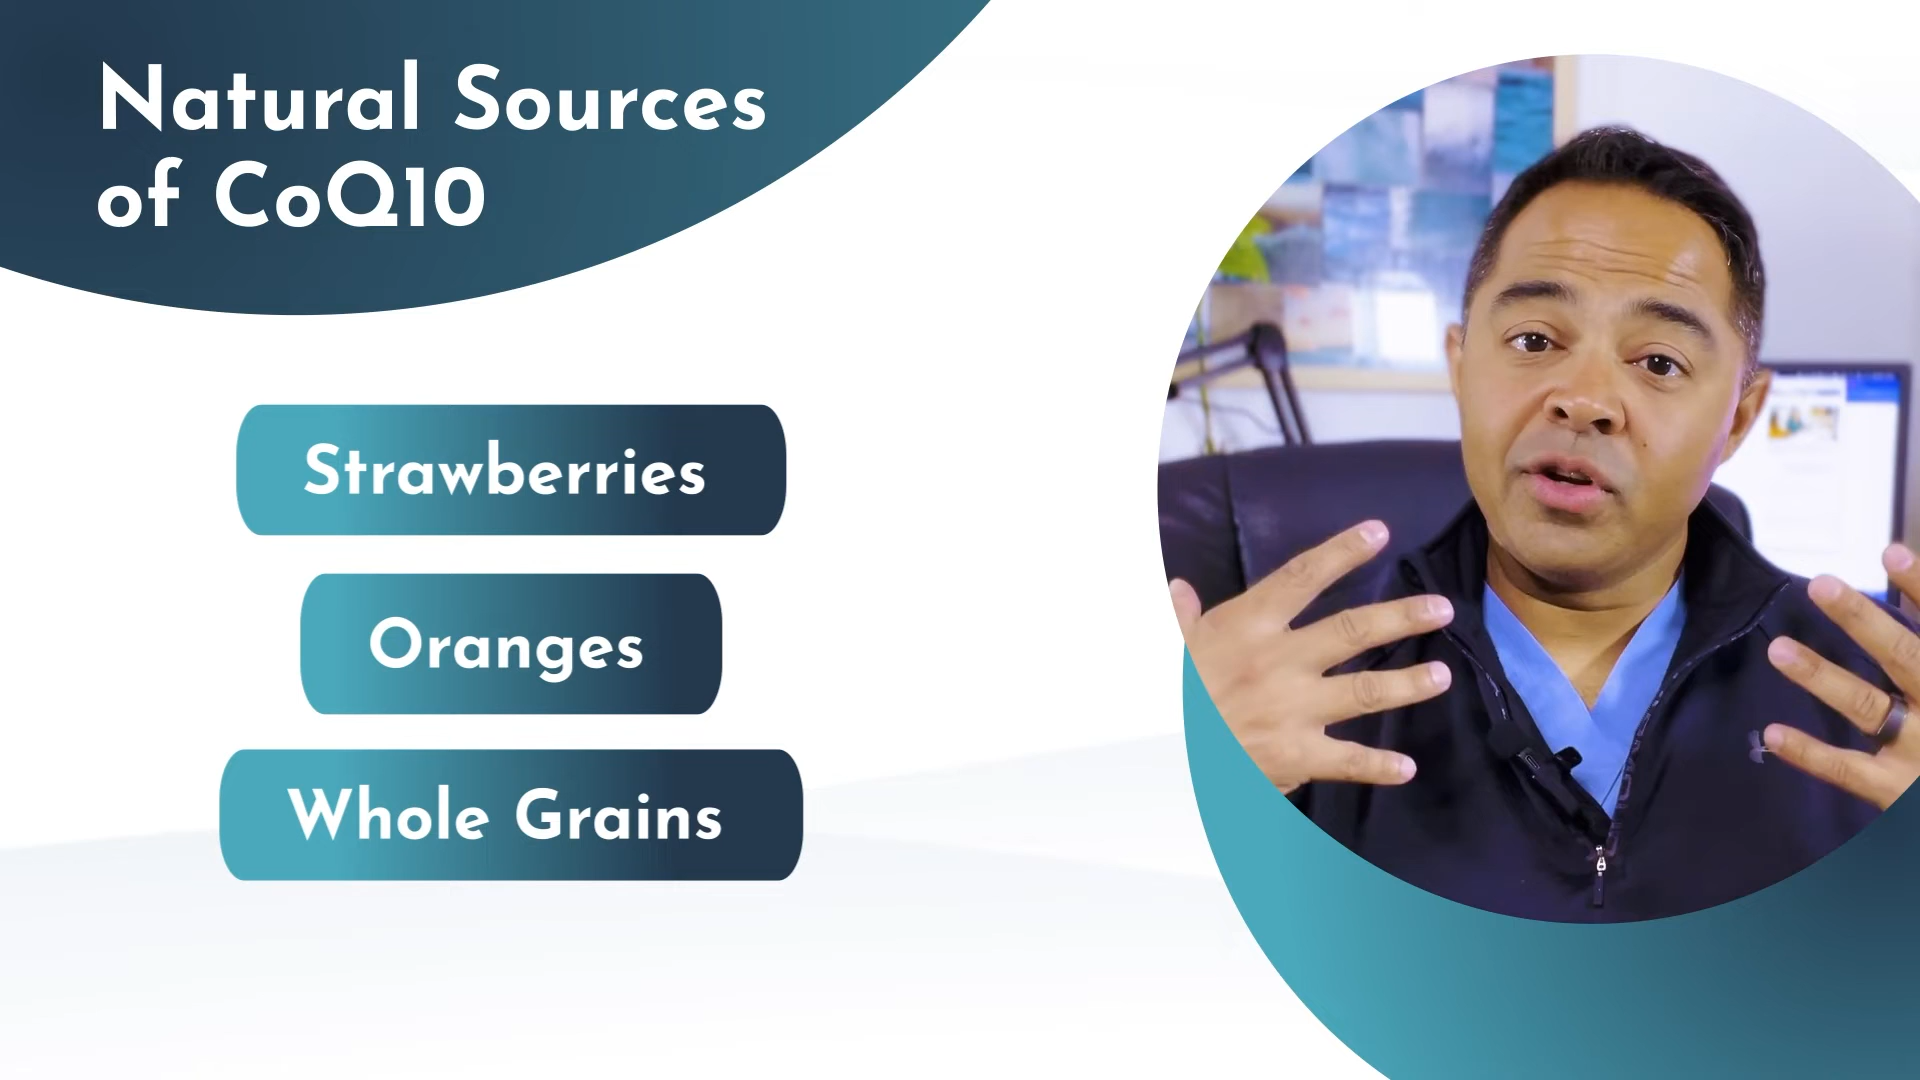 Natural Sources
of CoQ10
Strawberries
Oranges
Whole Grains